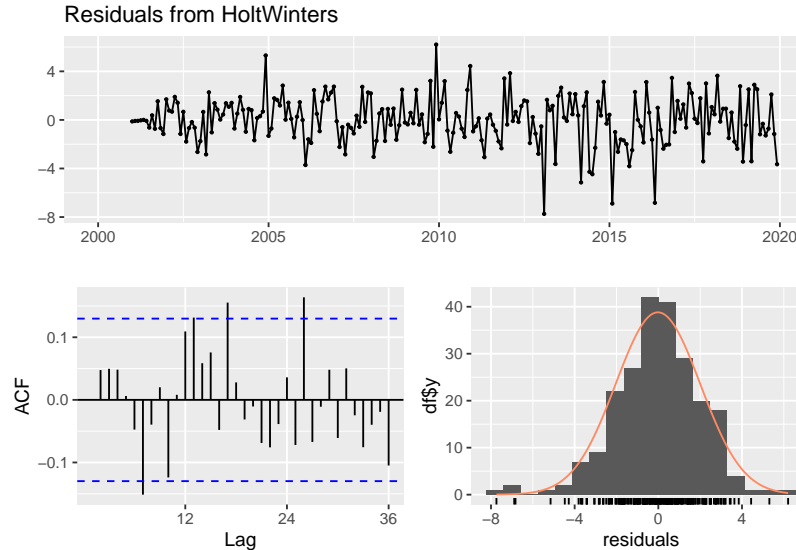 Residuals from HoltWinters
4
0
−4
−8
2000 2005 2010 2015 2020
ACF
0.1
0.0
−0.1
12 24 36
Lag
df$y
40
30
20
10
0
−8 −4 0 4
residuals